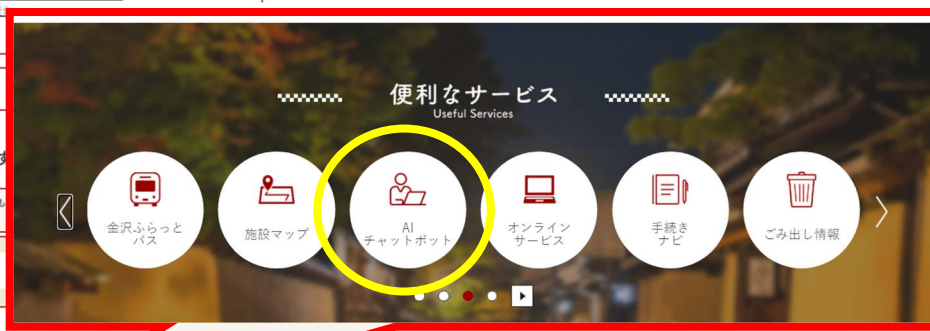 便利なサービス
Useful Services
金沢ふらっと
バス
施設マップ
AI
チャットボット
オンライン
サービス
手続き
ナビ
ごみ出し情報